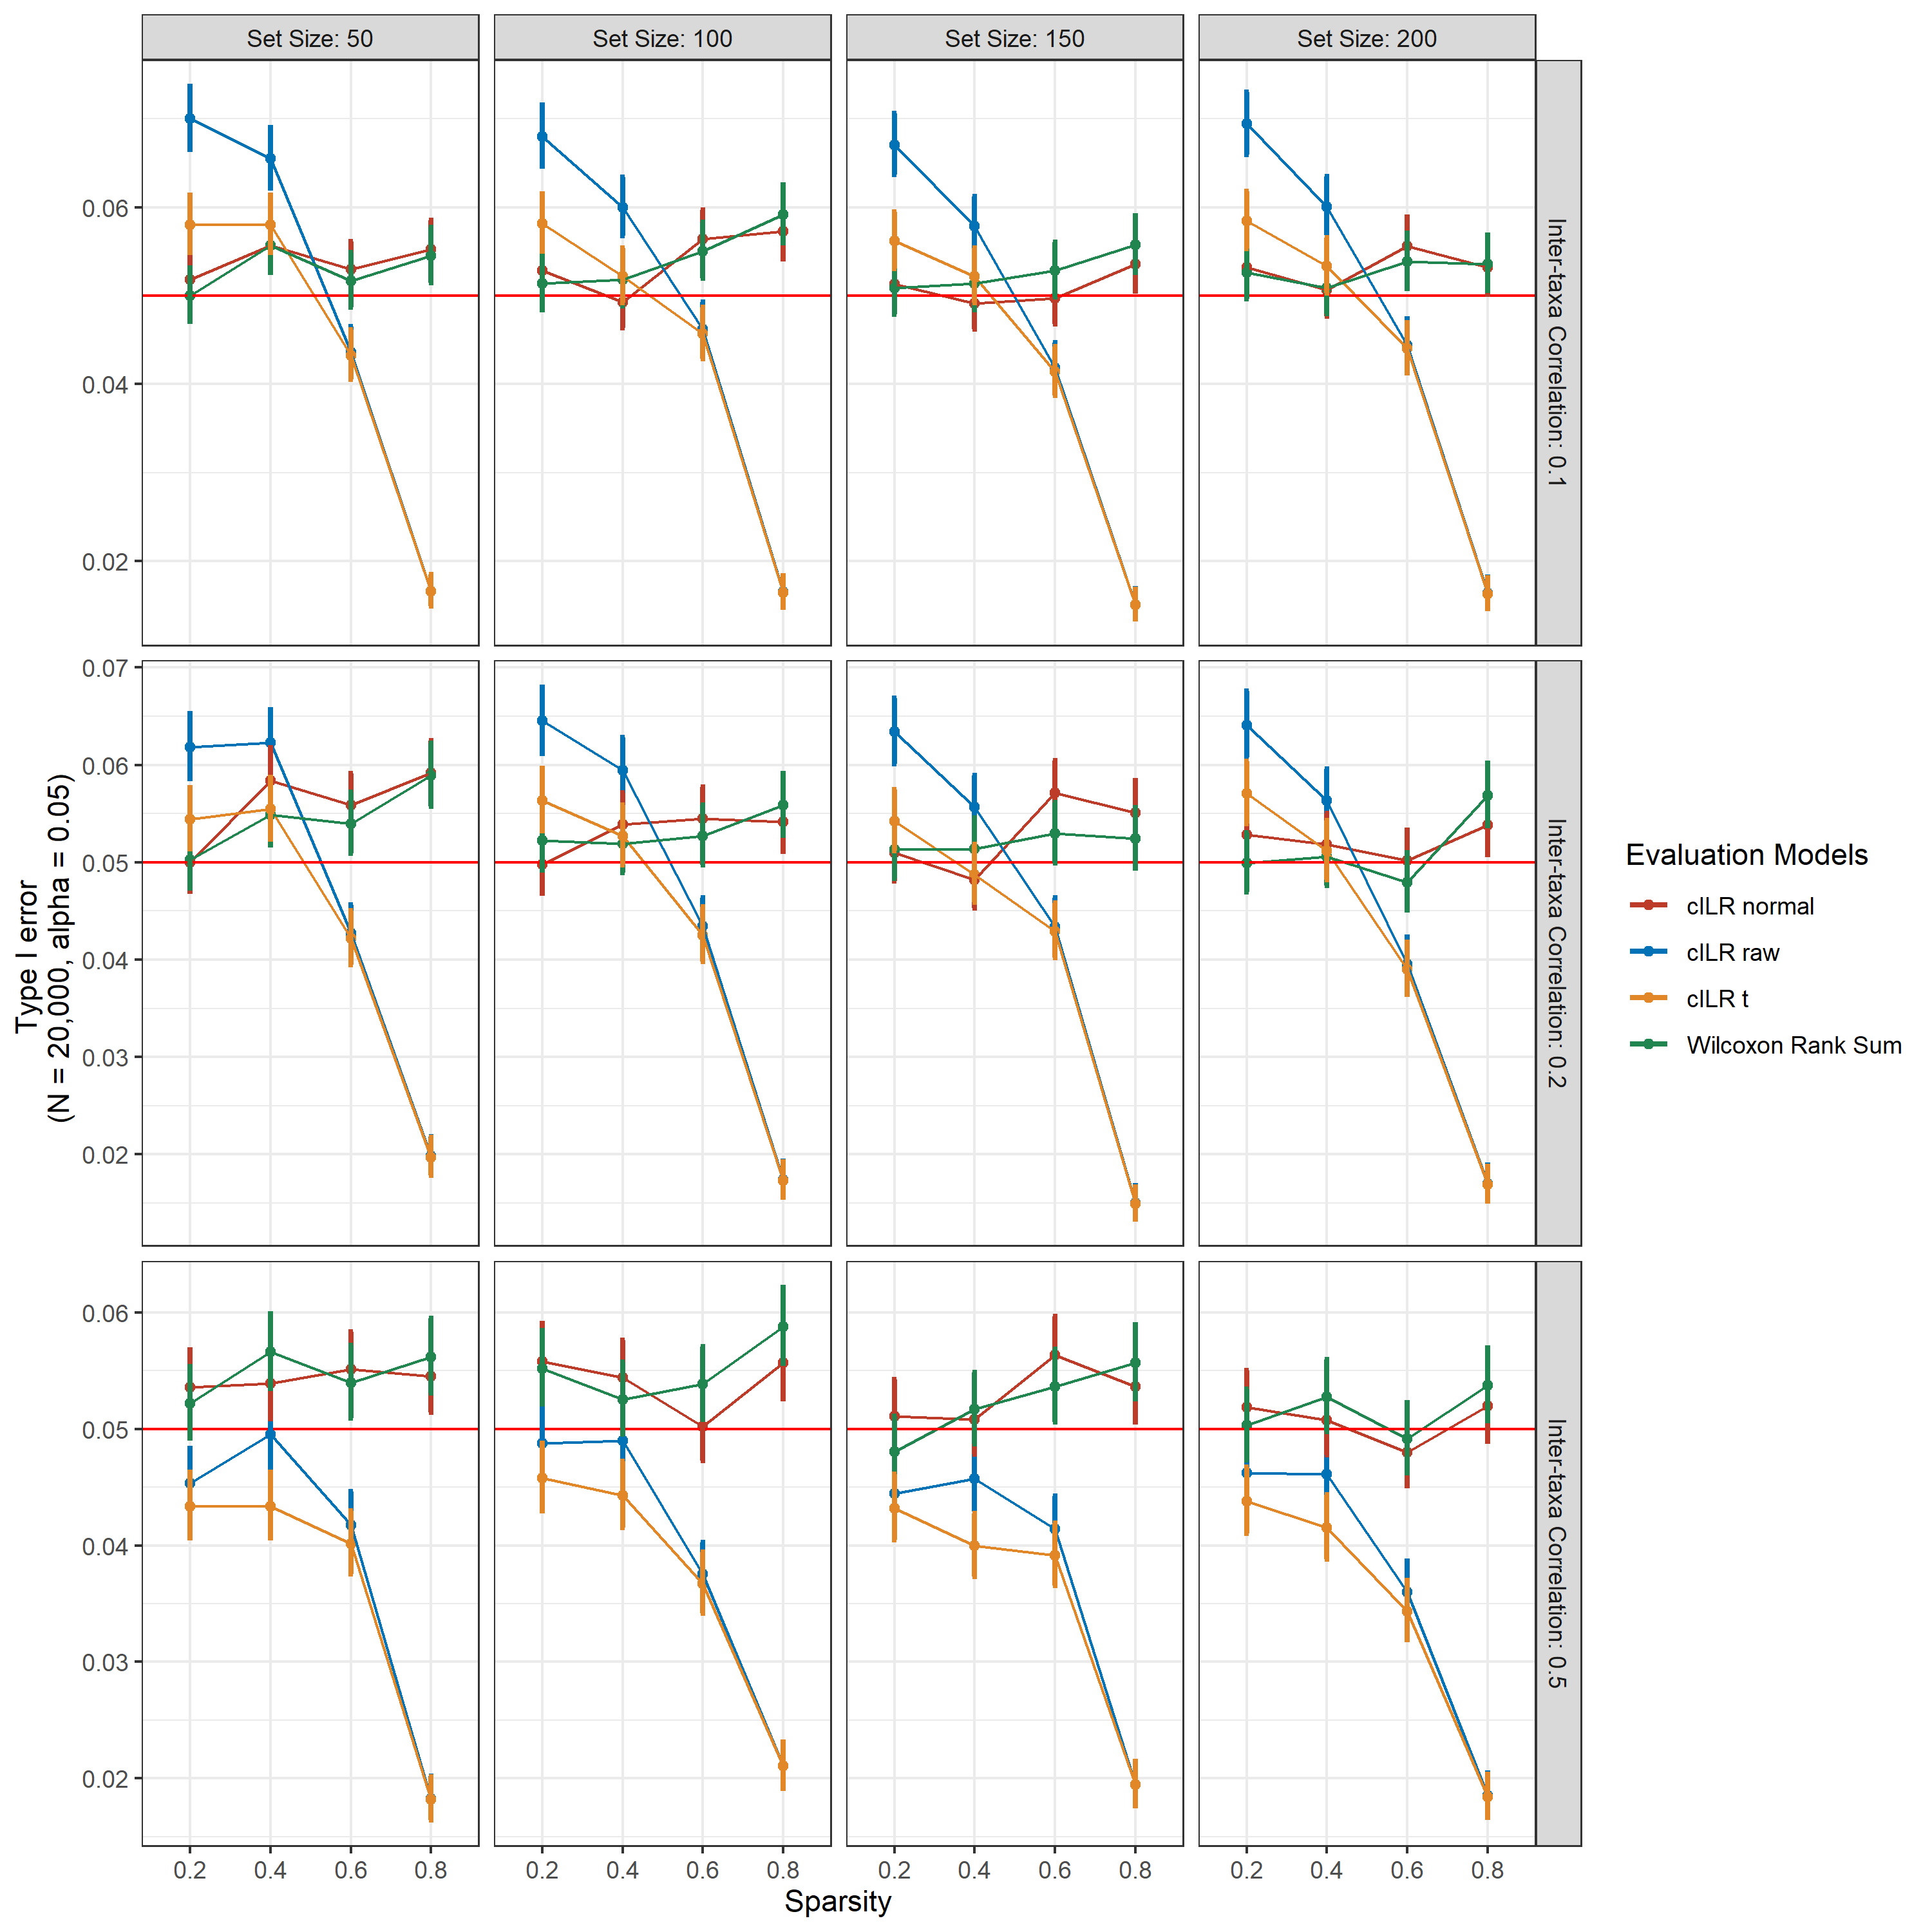 Set Size: 50
Set Size: 100
Set Size: 150
Set Size: 200
0.06
0.04
0.02
Inter-taxa Correlation: 0.1
0.07
0.06
0.05
0.04
0.03
0.02
Inter-taxa Correlation: 0.2
0.06
0.05
0.04
0.03
0.02
Inter-taxa Correlation: 0.5
0.2 0.4 0.6 0.8
0.2 0.4 0.6 0.8
0.2 0.4 0.6 0.8
0.2 0.4 0.6 0.8
Sparsity
Type I error
(N = 20,000, alpha = 0.05)
Evaluation Models
cILR normal
cILR raw
cILR t
Wilcoxon Rank Sum